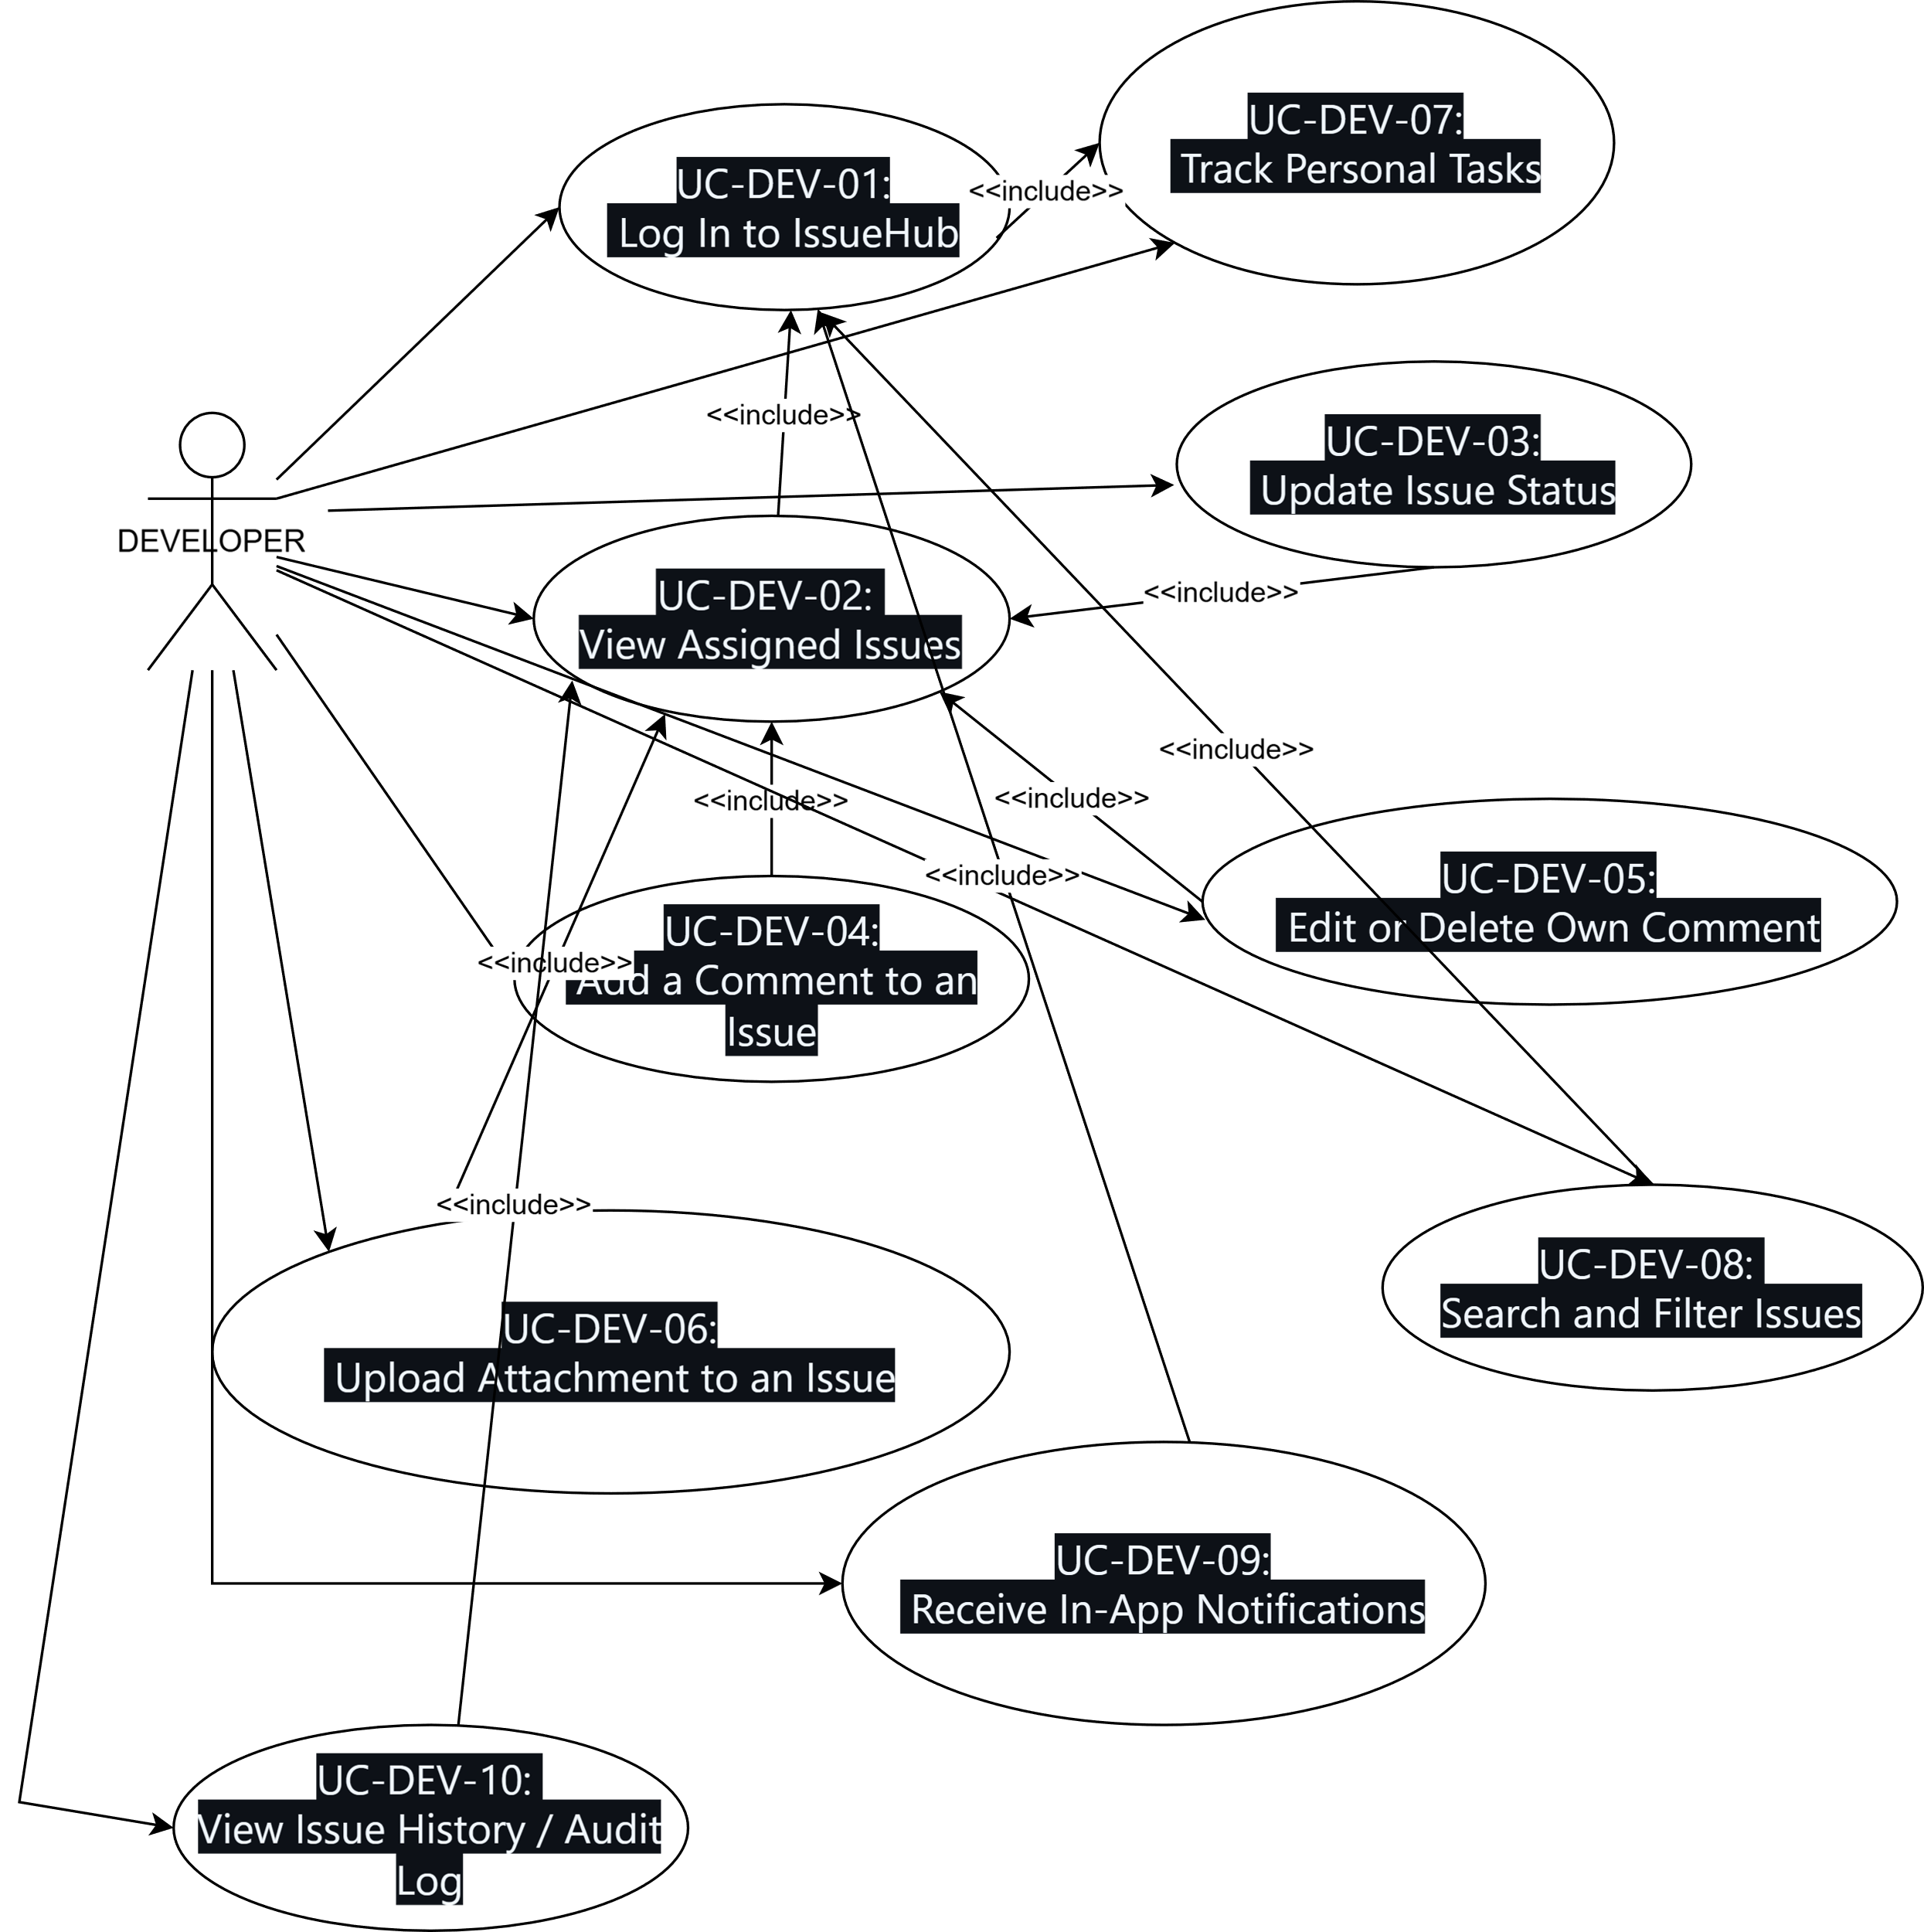 UC-DEV-07:
Track Personal Tasks
UC-DEV-01:
Log In to IssueHub
<<include>>
<<include>>
UC-DEV-03:
Update Issue Status
DEVELOPER
UC-DEV-02:
View Assigned Issues
<<include>>
<<include>>
<<include>>
<<include>>
<<include>>
UC-DEV-05:
Edit or Delete Own Comment
UC-DEV-04:
Add a Comment to an
Issue
<<include>>
<<include>>
UC-DEV-08:
Search and Filter Issues
UC-DEV-06:
Upload Attachment to an Issue
UC-DEV-09:
Receive In-App Notifications
UC-DEV-10:
View Issue History / Audit
Log